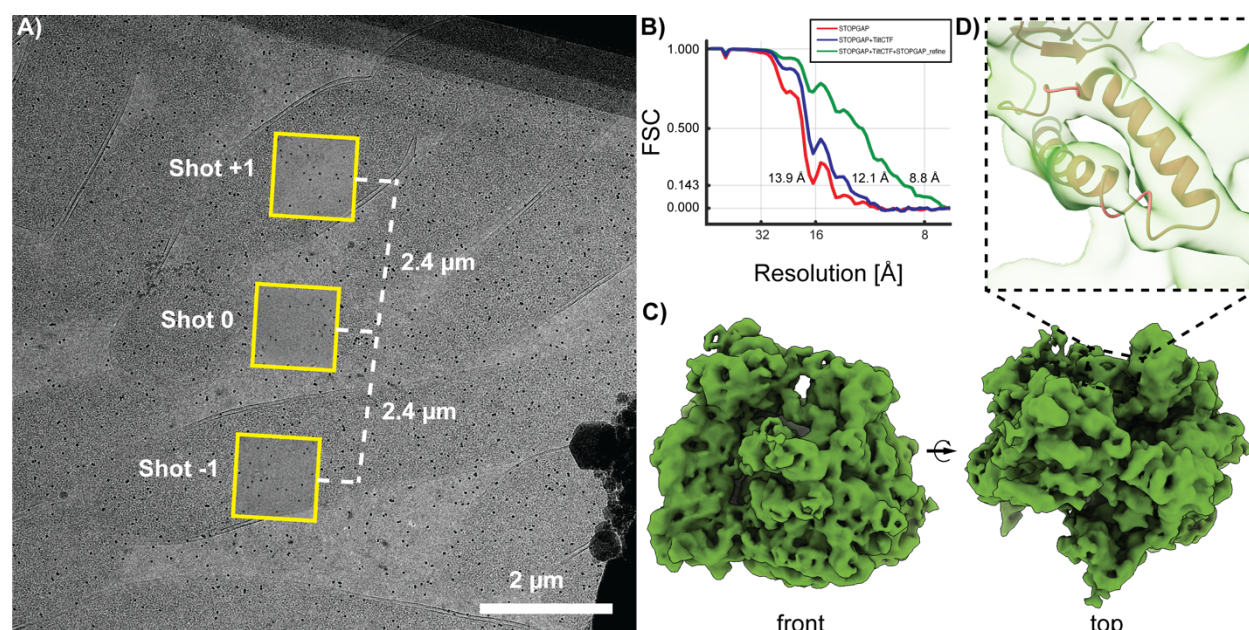 A)
Shot +1
2.4 µm
Shot 0
2.4 µm
Shot -1
2 µm
B)
STOPGAP
STOPGAP+TiltCTF
STOPGAP+TiltCTF+STOPGAP_refine
1.000
0.500
0.143
0.000
FSC
13.9 Å
12.1 Å
8.8 Å
32
16
8
Resolution [Å]
C)
front
D)
top